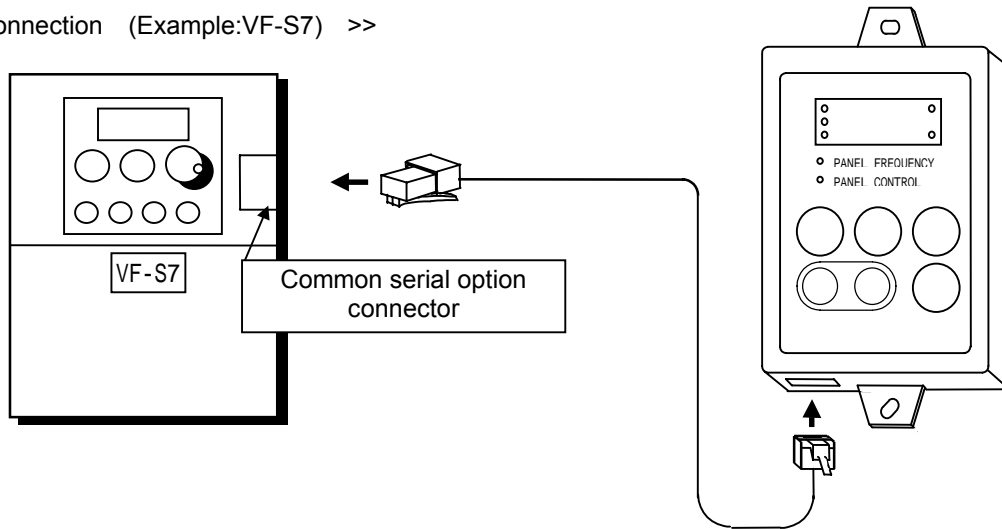 onnection (Example:VF-S7) >>
PANEL FREQUENCY
PANEL CONTROL
VF-S7
Common serial option
connector